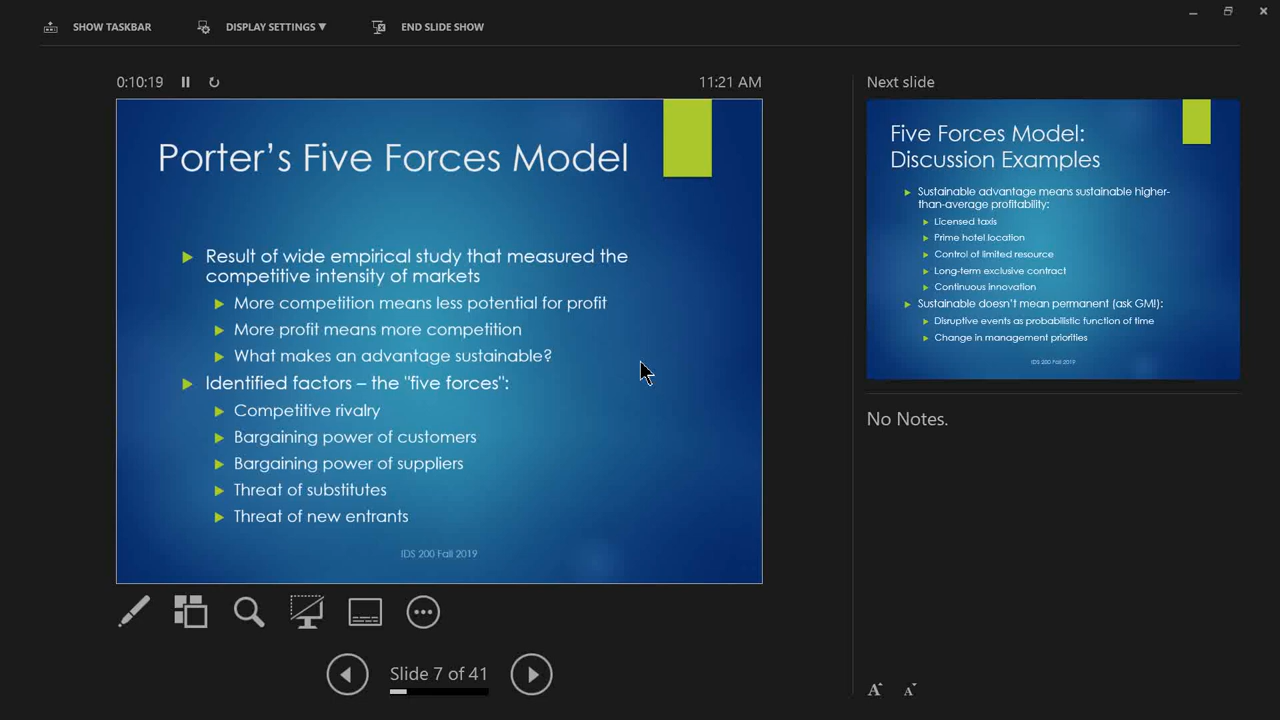 SHOW TASKBAR
DISPLAY SETTINGS ▼
END SLIDE SHOW
0:10:19
11:21 AM
Porter's Five Forces Model
Result of wide empirical study that measured the
competitive intensity of markets
More competition means less potential for profit
More profit means more competition
What makes an advantage sustainable?
Identified factors – the "five forces":
Competitive rivalry
Bargaining power of customers
Bargaining power of suppliers
Threat of substitutes
Threat of new entrants
IDS 200 Fall 2019
Slide 7 of 41
Next slide
Five Forces Model:
Discussion Examples
Sustainable advantage means sustainable higher-
than-average profitability:
Licensed taxis
Prime hotel location
Control of limited resource
Long-term exclusive contract
Continuous innovation
Sustainable doesn't mean permanent (ask GM!):
Disruptive events as probabilistic function of time
Change in management priorities
IDS 200 Fall 2019
No Notes.
A A